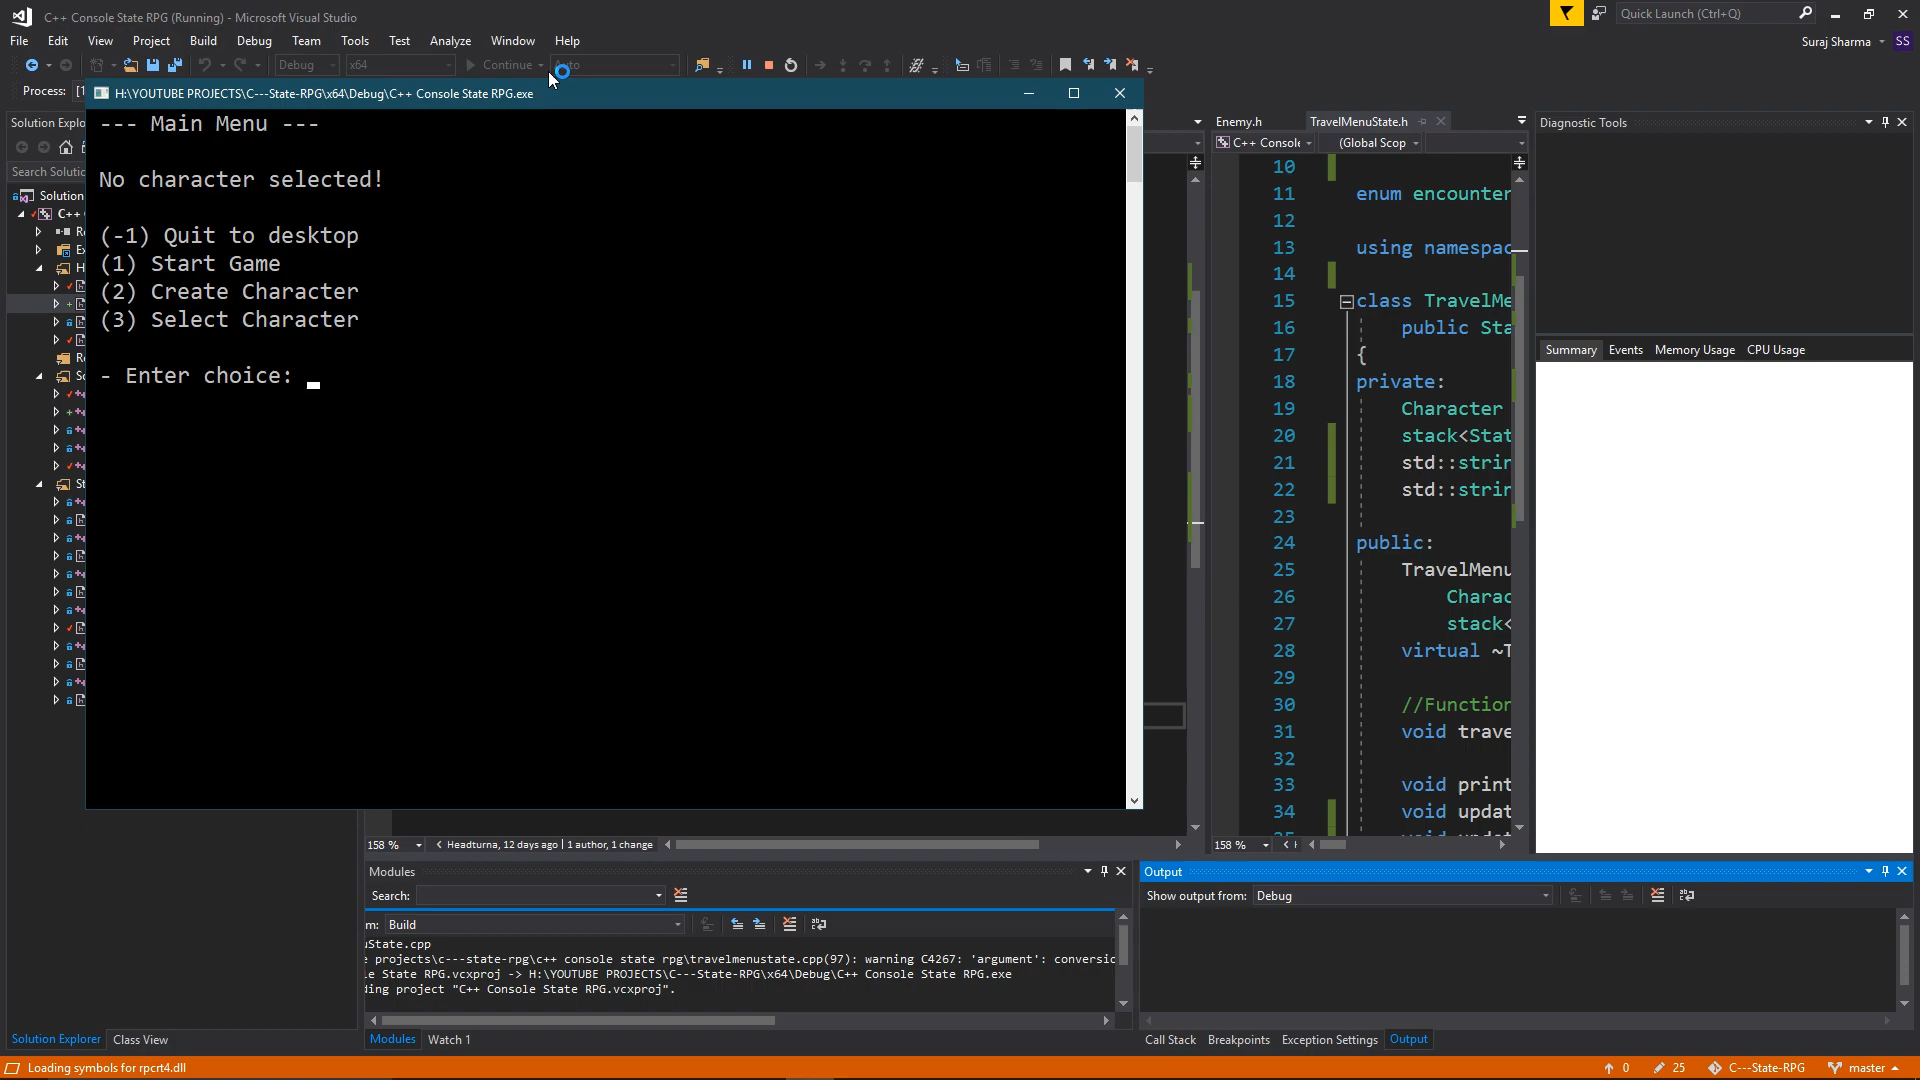 C++ Console State RPG (Running) - Microsoft Visual Studio
Quick Launch (Ctrl+Q)
File Edit View Project Build Debug Team Tools Test Analyze Window Help
Suraj Sharma SS
Debug x64 Continue Auto
Process: [1
H:\YOUTUBE PROJECTS\C---State-RPG\x64\Debug\C++ Console State RPG.exe
Solution Explo
Search Solutio
Solution
C++
--- Main Menu ---
No character selected!
(-1) Quit to desktop
(1) Start Game
(2) Create Character
(3) Select Character
- Enter choice:
Enemy.h TravelMenuState.h
C++ Console (Global Scop
10
11 enum encounter
12
13 using namespac
14
15 class TravelMe
16 public Sta
17 {
18 private:
19 Character
20 stack<Stat
21 std::strin
22 std::strin
23
24 public:
25 TravelMenu
26 Charac
27 stack<
28 virtual ~T
29
30 //Function
31 void trave
32
33 void print
34 void updat
Diagnostic Tools
Summary Events Memory Usage CPU Usage
158 % Headturna, 12 days ago | 1 author, 1 change
158 %
Modules
Search:
m: Build
uState.cpp
e projects\c---state-rpg\c++ console state rpg\travelmenustate.cpp(97): warning C4267: 'argument': conversic
le State RPG.vcxproj -> H:\YOUTUBE PROJECTS\C---State-RPG\x64\Debug\C++ Console State RPG.exe
ding project "C++ Console State RPG.vcxproj".
Output
Show output from: Debug
Solution Explorer Class View
Modules Watch 1
Call Stack Breakpoints Exception Settings Output
Loading symbols for rpcrt4.dll
0 25 C---State-RPG master